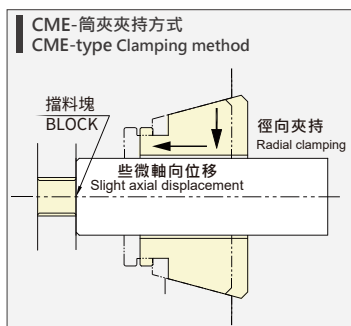 CME-筒夾夾持方式
CME-type Clamping method
擋料塊
BLOCK
徑向夾持
Radial clamping
些微軸向位移
Slight axial displacement